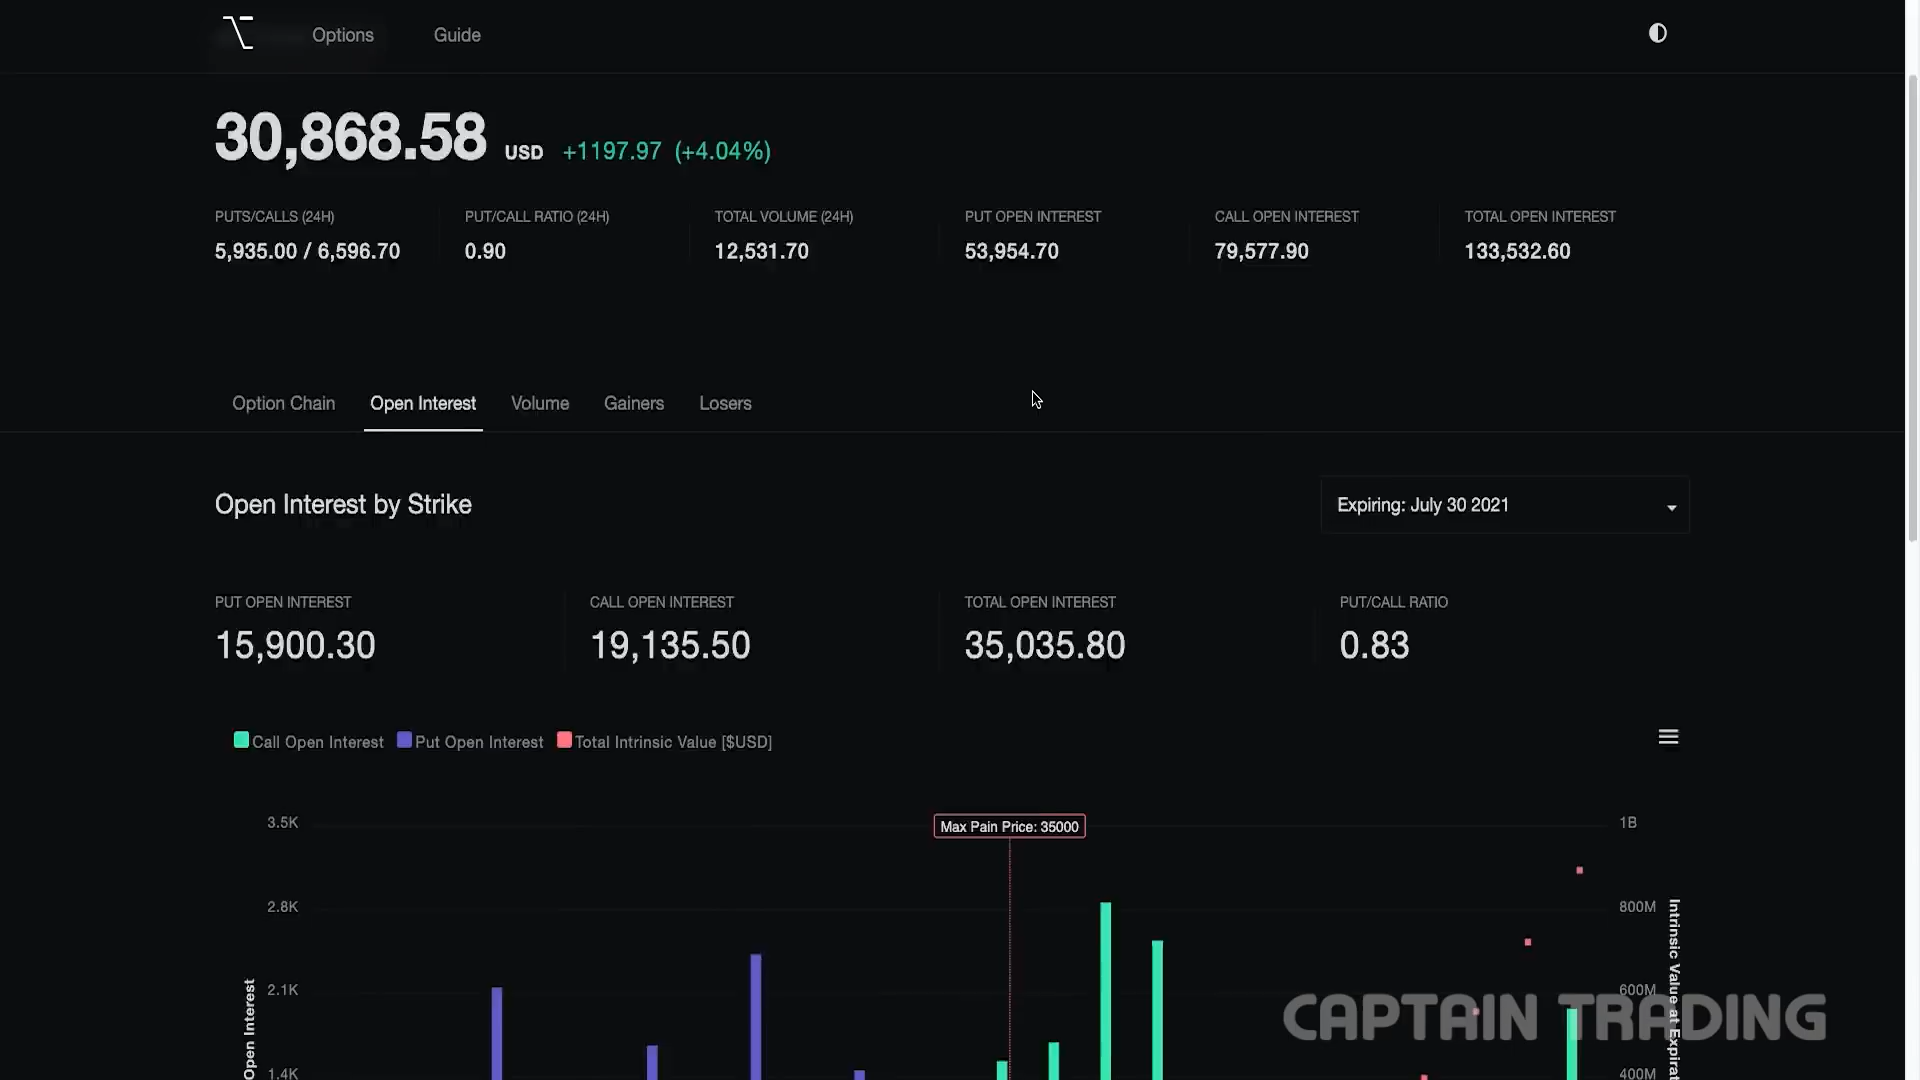 Options
Guide
30,868.58 USD +1197.97 (+4.04%)
PUTS/CALLS (24H)
5,935.00 / 6,596.70
PUT/CALL RATIO (24H)
0.90
TOTAL VOLUME (24H)
12,531.70
PUT OPEN INTEREST
53,954.70
CALL OPEN INTEREST
79,577.90
TOTAL OPEN INTEREST
133,532.60
Option Chain
Open Interest
Volume
Gainers
Losers
Open Interest by Strike
Expiring: July 30 2021
PUT OPEN INTEREST
15,900.30
CALL OPEN INTEREST
19,135.50
TOTAL OPEN INTEREST
35,035.80
PUT/CALL RATIO
0.83
Call Open Interest
Put Open Interest
Total Intrinsic Value [$USD]
3.5K
2.8K
2.1K
1.4K
Open Interest
Max Pain Price: 35000
1B
800M
600M
400M
Intrinsic Value at Expirat
CAPTAIN TRADING